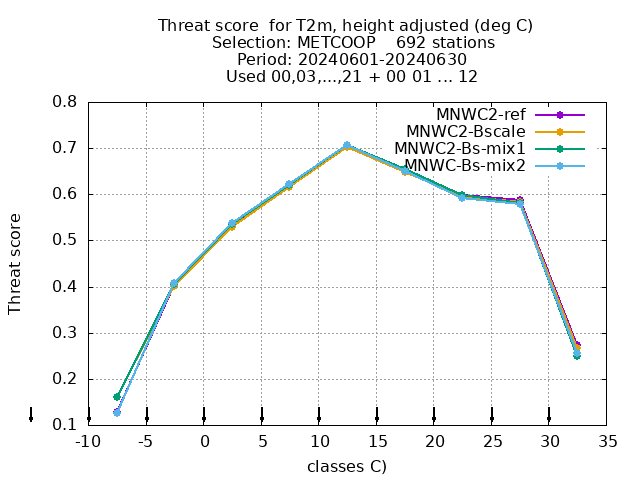 Threat score  for T2m, height adjusted (deg C)
Selection: METCOOP    692 stations
Period: 20240601-20240630
Used 00,03,...,21 + 00 01 ... 12
MNWC2-ref
MNWC2-Bscale
MNWC2-Bs-mix1
MNWC-Bs-mix2
Threat score
0.8
0.7
0.6
0.5
0.4
0.3
0.2
0.1
-10 -5 0 5 10 15 20 25 30 35
classes C)